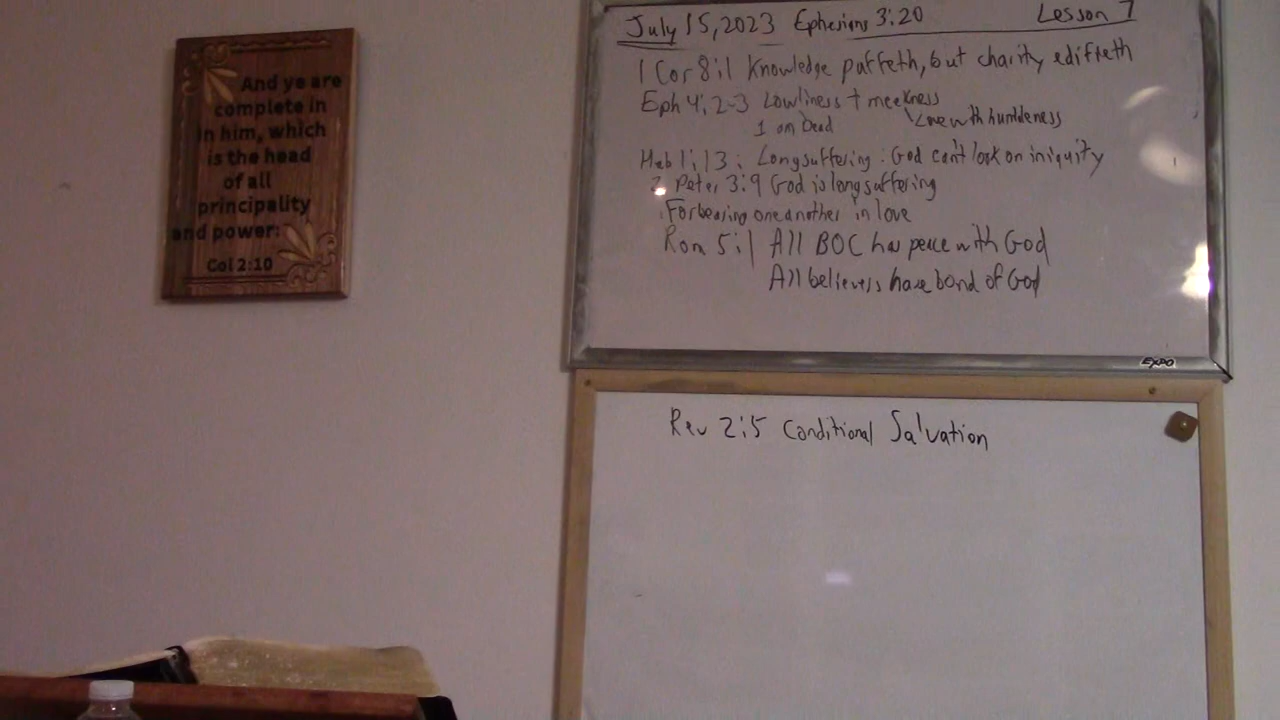 And ye are
complete in
in him, which
is the head
of all
principality
and power:
Col 2:10
July 15, 2023 Ephesians 3:20 Lesson 7
1 Cor 8:1 Knowledge puffeth, but charity edifieth
Eph 4:2-3 Lowliness + meekness
I am Dead Love with humbleness
Hab 1:13: Longsuffering: God can't look on iniquity
2 Peter 3:9 God is longsuffering
Forbearing one another in love
Rom 5:1 All BOC has peace with God
All believers have bond of God
EXPO
Rev 2:5 Conditional Salvation